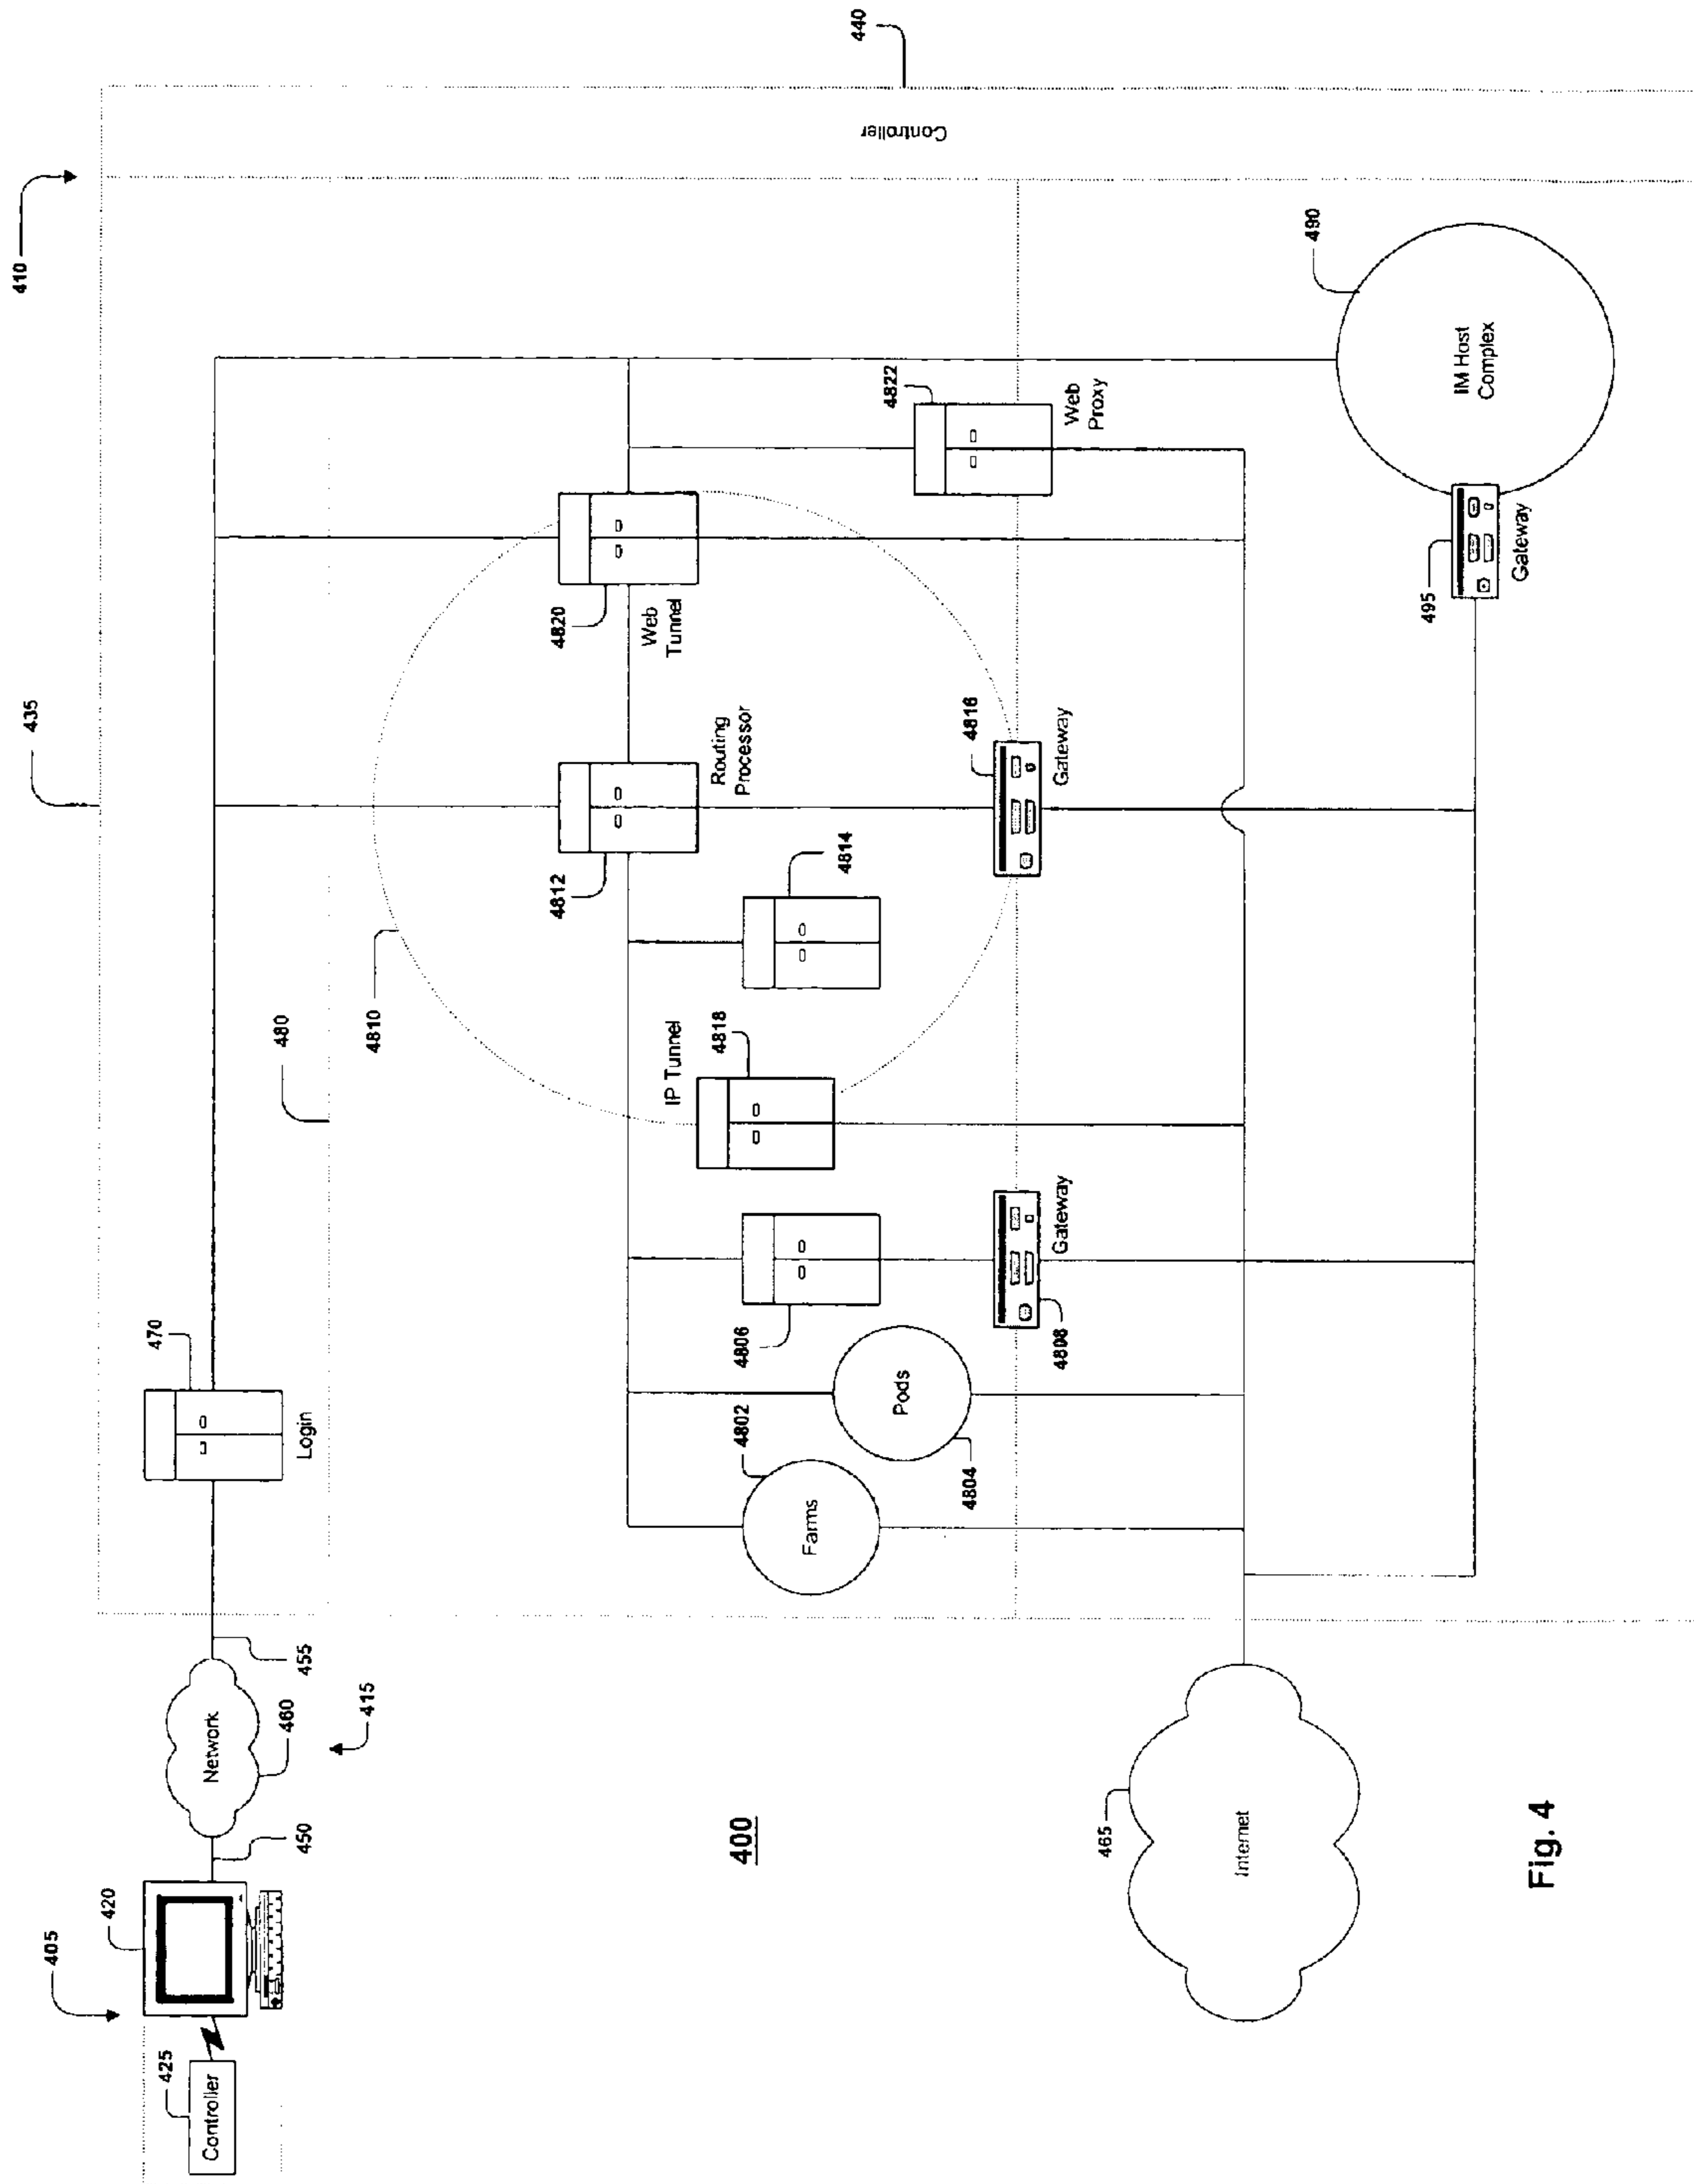 405
420
425
Controller
450
Network
460
455
415
470
Login
435
410
440
Controller
480
4810
4820
Web
Tunnel
4812
Routing
Processor
4814
IP Tunnel
4818
4806
4802
Farms
Pods
4804
4808
Gateway
4816
Gateway
4822
Web
Proxy
490
IM Host
Complex
495
Gateway
400
465
Internet
Fig. 4